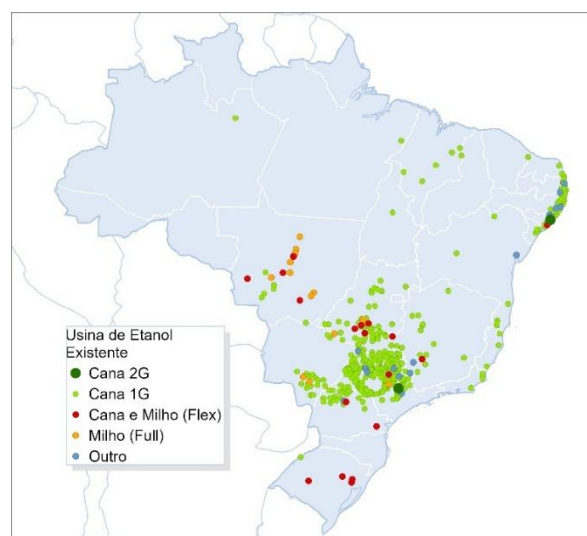 Usina de Etanol
Existente
Cana 2G
Cana 1G
Cana e Milho (Flex)
Milho (Full)
Outro